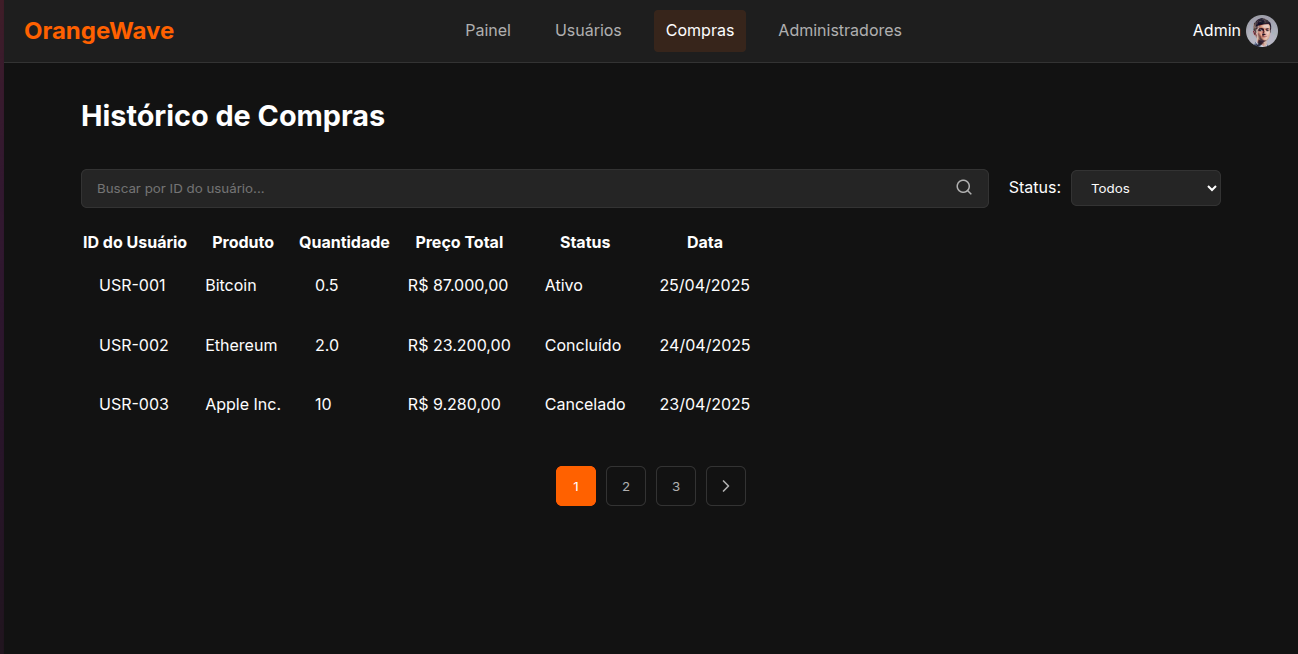 OrangeWave Painel Usuários Compras Administradores Admin
Histórico de Compras
Buscar por ID do usuário... Status: Todos
ID do Usuário Produto Quantidade Preço Total Status Data
USR-001 Bitcoin 0.5 R$ 87.000,00 Ativo 25/04/2025
USR-002 Ethereum 2.0 R$ 23.200,00 Concluído 24/04/2025
USR-003 Apple Inc. 10 R$ 9.280,00 Cancelado 23/04/2025
1 2 3